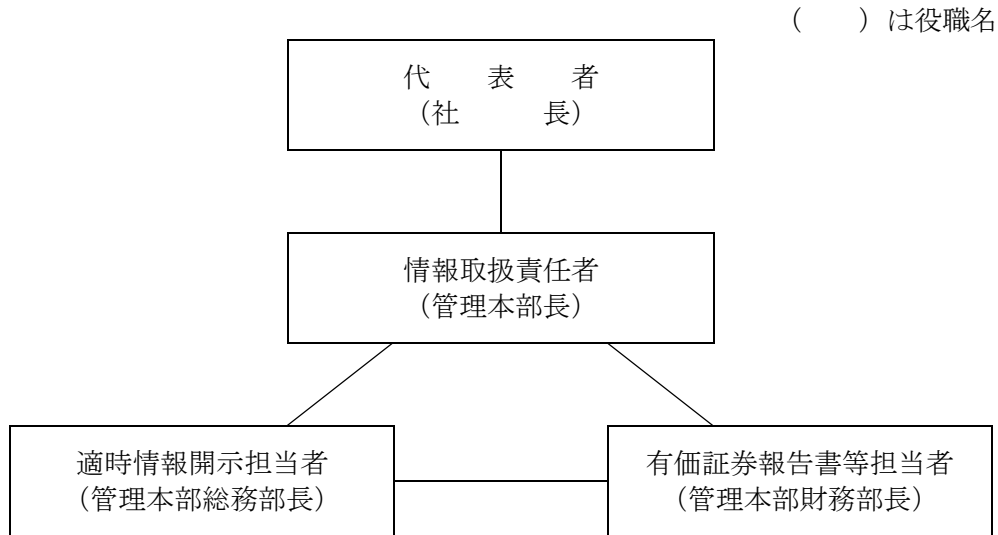 （　　）は役職名
代　　表　　者
（社　　　長）
情報取扱責任者
（管理本部長）
適時情報開示担当者
（管理本部総務部長）
有価証券報告書等担当者
（管理本部財務部長）